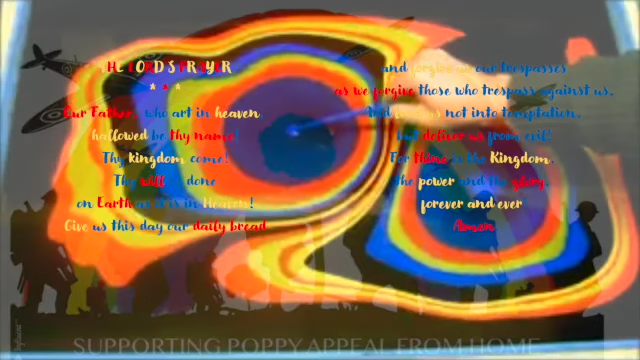 THE LORD'S PRAYER
Our Father who art in heaven
hallowed be thy name!
Thy kingdom come!
Thy will done
on Earth as it is in Heaven!
Give us this day our daily bread
and forgive us our trespasses
as we forgive those who trespass against us,
us not into temptation,
but deliver us from evil!
For thine is the Kingdom,
the power and the glory,
forever and ever
Amen
SUPPORTING POPPY APPEAL FROM HOME